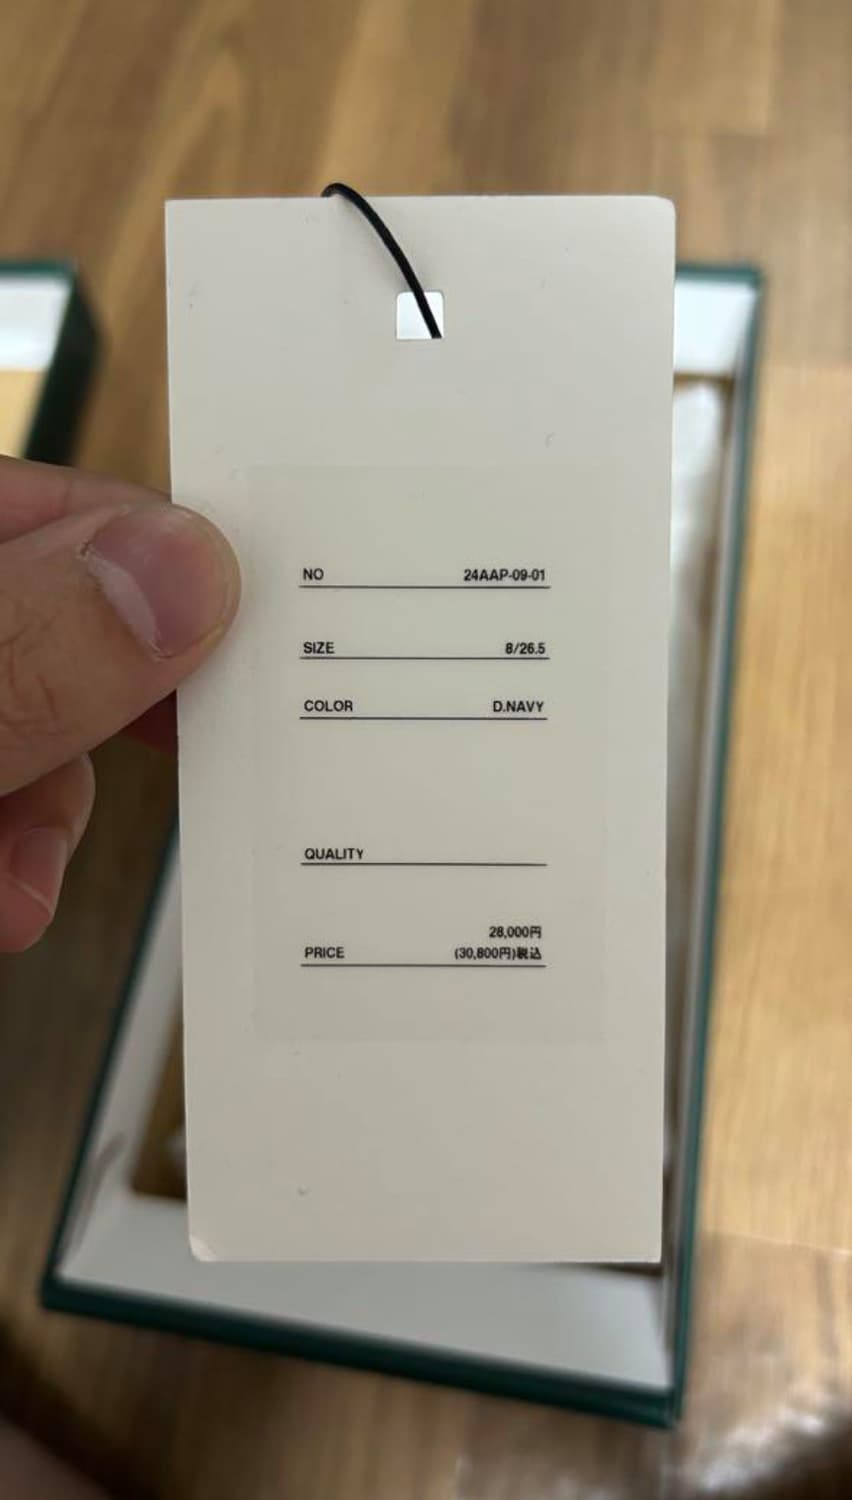 NO 24AAP-09-01
SIZE 8/26.5
COLOR D.NAVY
QUALITY
28,000円
PRICE (30,800円)税込